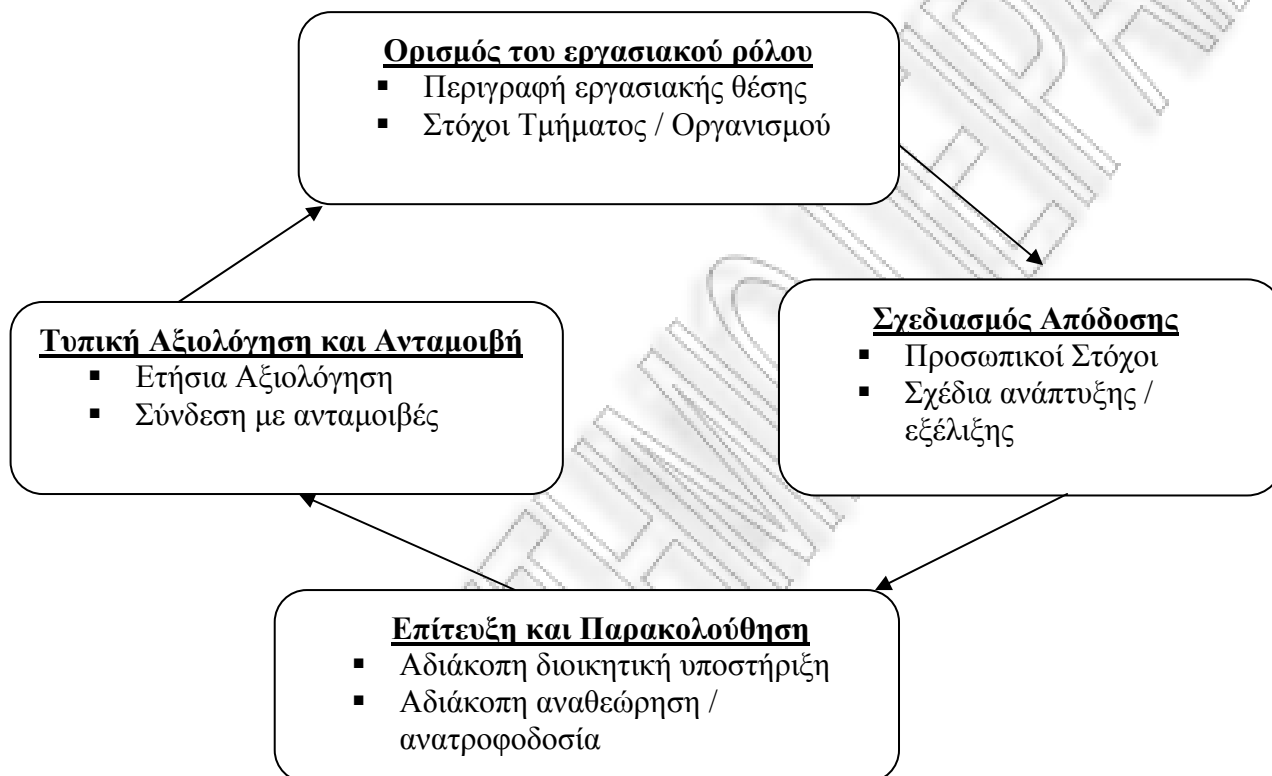 Ορισμός του εργασιακού ρόλου
▪ Περιγραφή εργασιακής θέσης
▪ Στόχοι Τμήματος / Οργανισμού
Τυπική Αξιολόγηση και Ανταμοιβή
▪ Ετήσια Αξιολόγηση
▪ Σύνδεση με ανταμοιβές
Σχεδιασμός Απόδοσης
▪ Προσωπικοί Στόχοι
▪ Σχέδια ανάπτυξης /
εξέλιξης
Επίτευξη και Παρακολούθηση
▪ Αδιάκοπη διοικητική υποστήριξη
▪ Αδιάκοπη αναθεώρηση /
ανατροφοδοσία